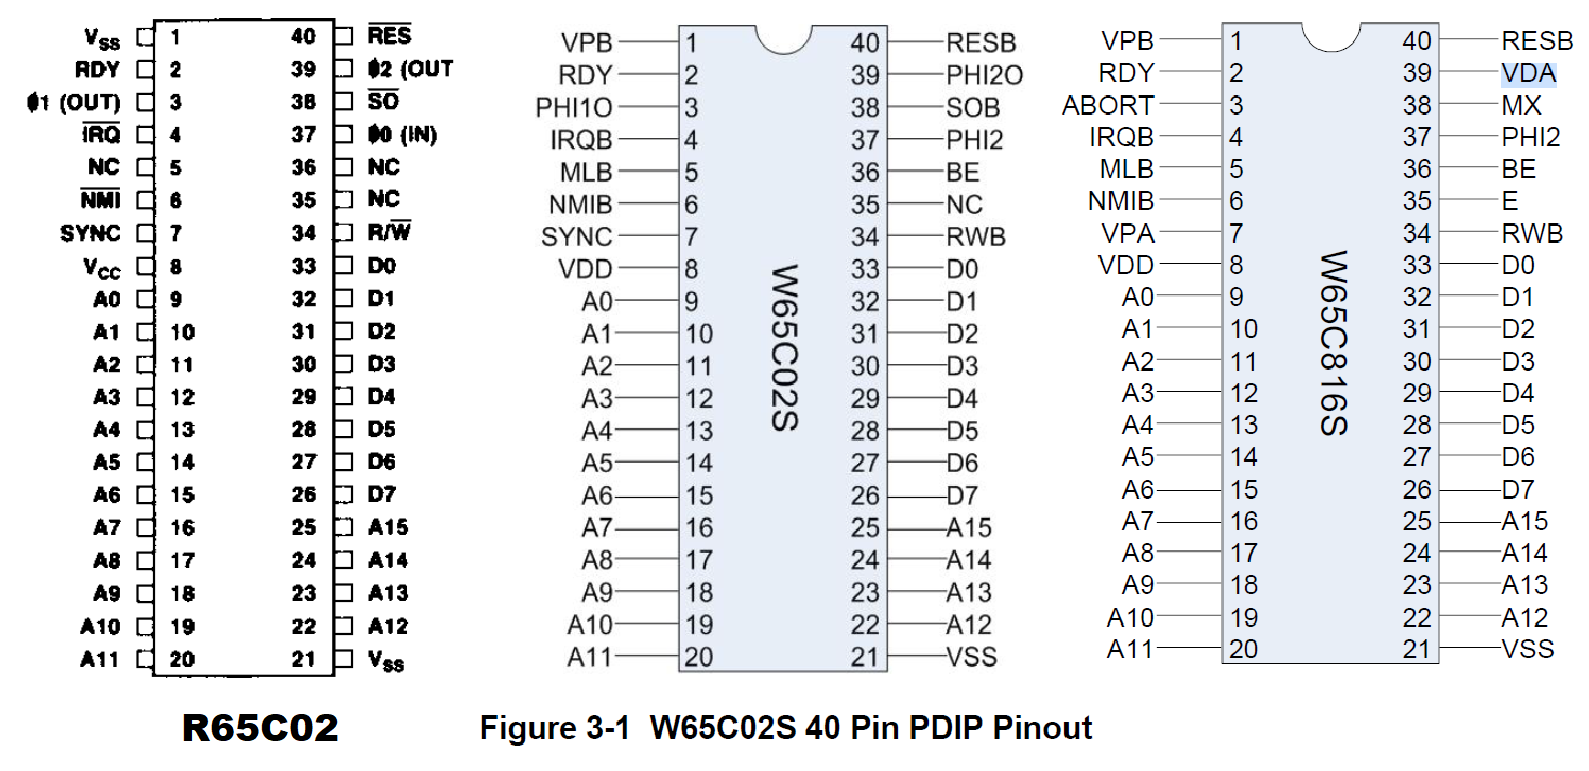 VSS 1 40 RES
RDY 2 39 ϕ2 (OUT
ϕ1 (OUT) 3 38 SO
IRQ 4 37 ϕ0 (IN)
NC 5 36 NC
NMI 6 35 NC
SYNC 7 34 R/W
VCC 8 33 D0
A0 9 32 D1
A1 10 31 D2
A2 11 30 D3
A3 12 29 D4
A4 13 28 D5
A5 14 27 D6
A6 15 26 D7
A7 16 25 A15
A8 17 24 A14
A9 18 23 A13
A10 19 22 A12
A11 20 21 VSS
R65C02
VPB 1 40 RESB
RDY 2 39 PHI2O
PHI1O 3 38 SOB
IRQB 4 37 PHI2
MLB 5 36 BE
NMIB 6 35 NC
SYNC 7 34 RWB
VDD 8 33 D0
A0 9 32 D1
A1 10 31 D2
A2 11 30 D3
A3 12 29 D4
A4 13 28 D5
A5 14 27 D6
A6 15 26 D7
A7 16 25 A15
A8 17 24 A14
A9 18 23 A13
A10 19 22 A12
A11 20 21 VSS
W65C02S
Figure 3-1 W65C02S 40 Pin PDIP Pinout
VPB 1 40 RESB
RDY 2 39 VDA
ABORT 3 38 MX
IRQB 4 37 PHI2
MLB 5 36 BE
NMIB 6 35 E
VPA 7 34 RWB
VDD 8 33 D0
A0 9 32 D1
A1 10 31 D2
A2 11 30 D3
A3 12 29 D4
A4 13 28 D5
A5 14 27 D6
A6 15 26 D7
A7 16 25 A15
A8 17 24 A14
A9 18 23 A13
A10 19 22 A12
A11 20 21 VSS
W65C816S